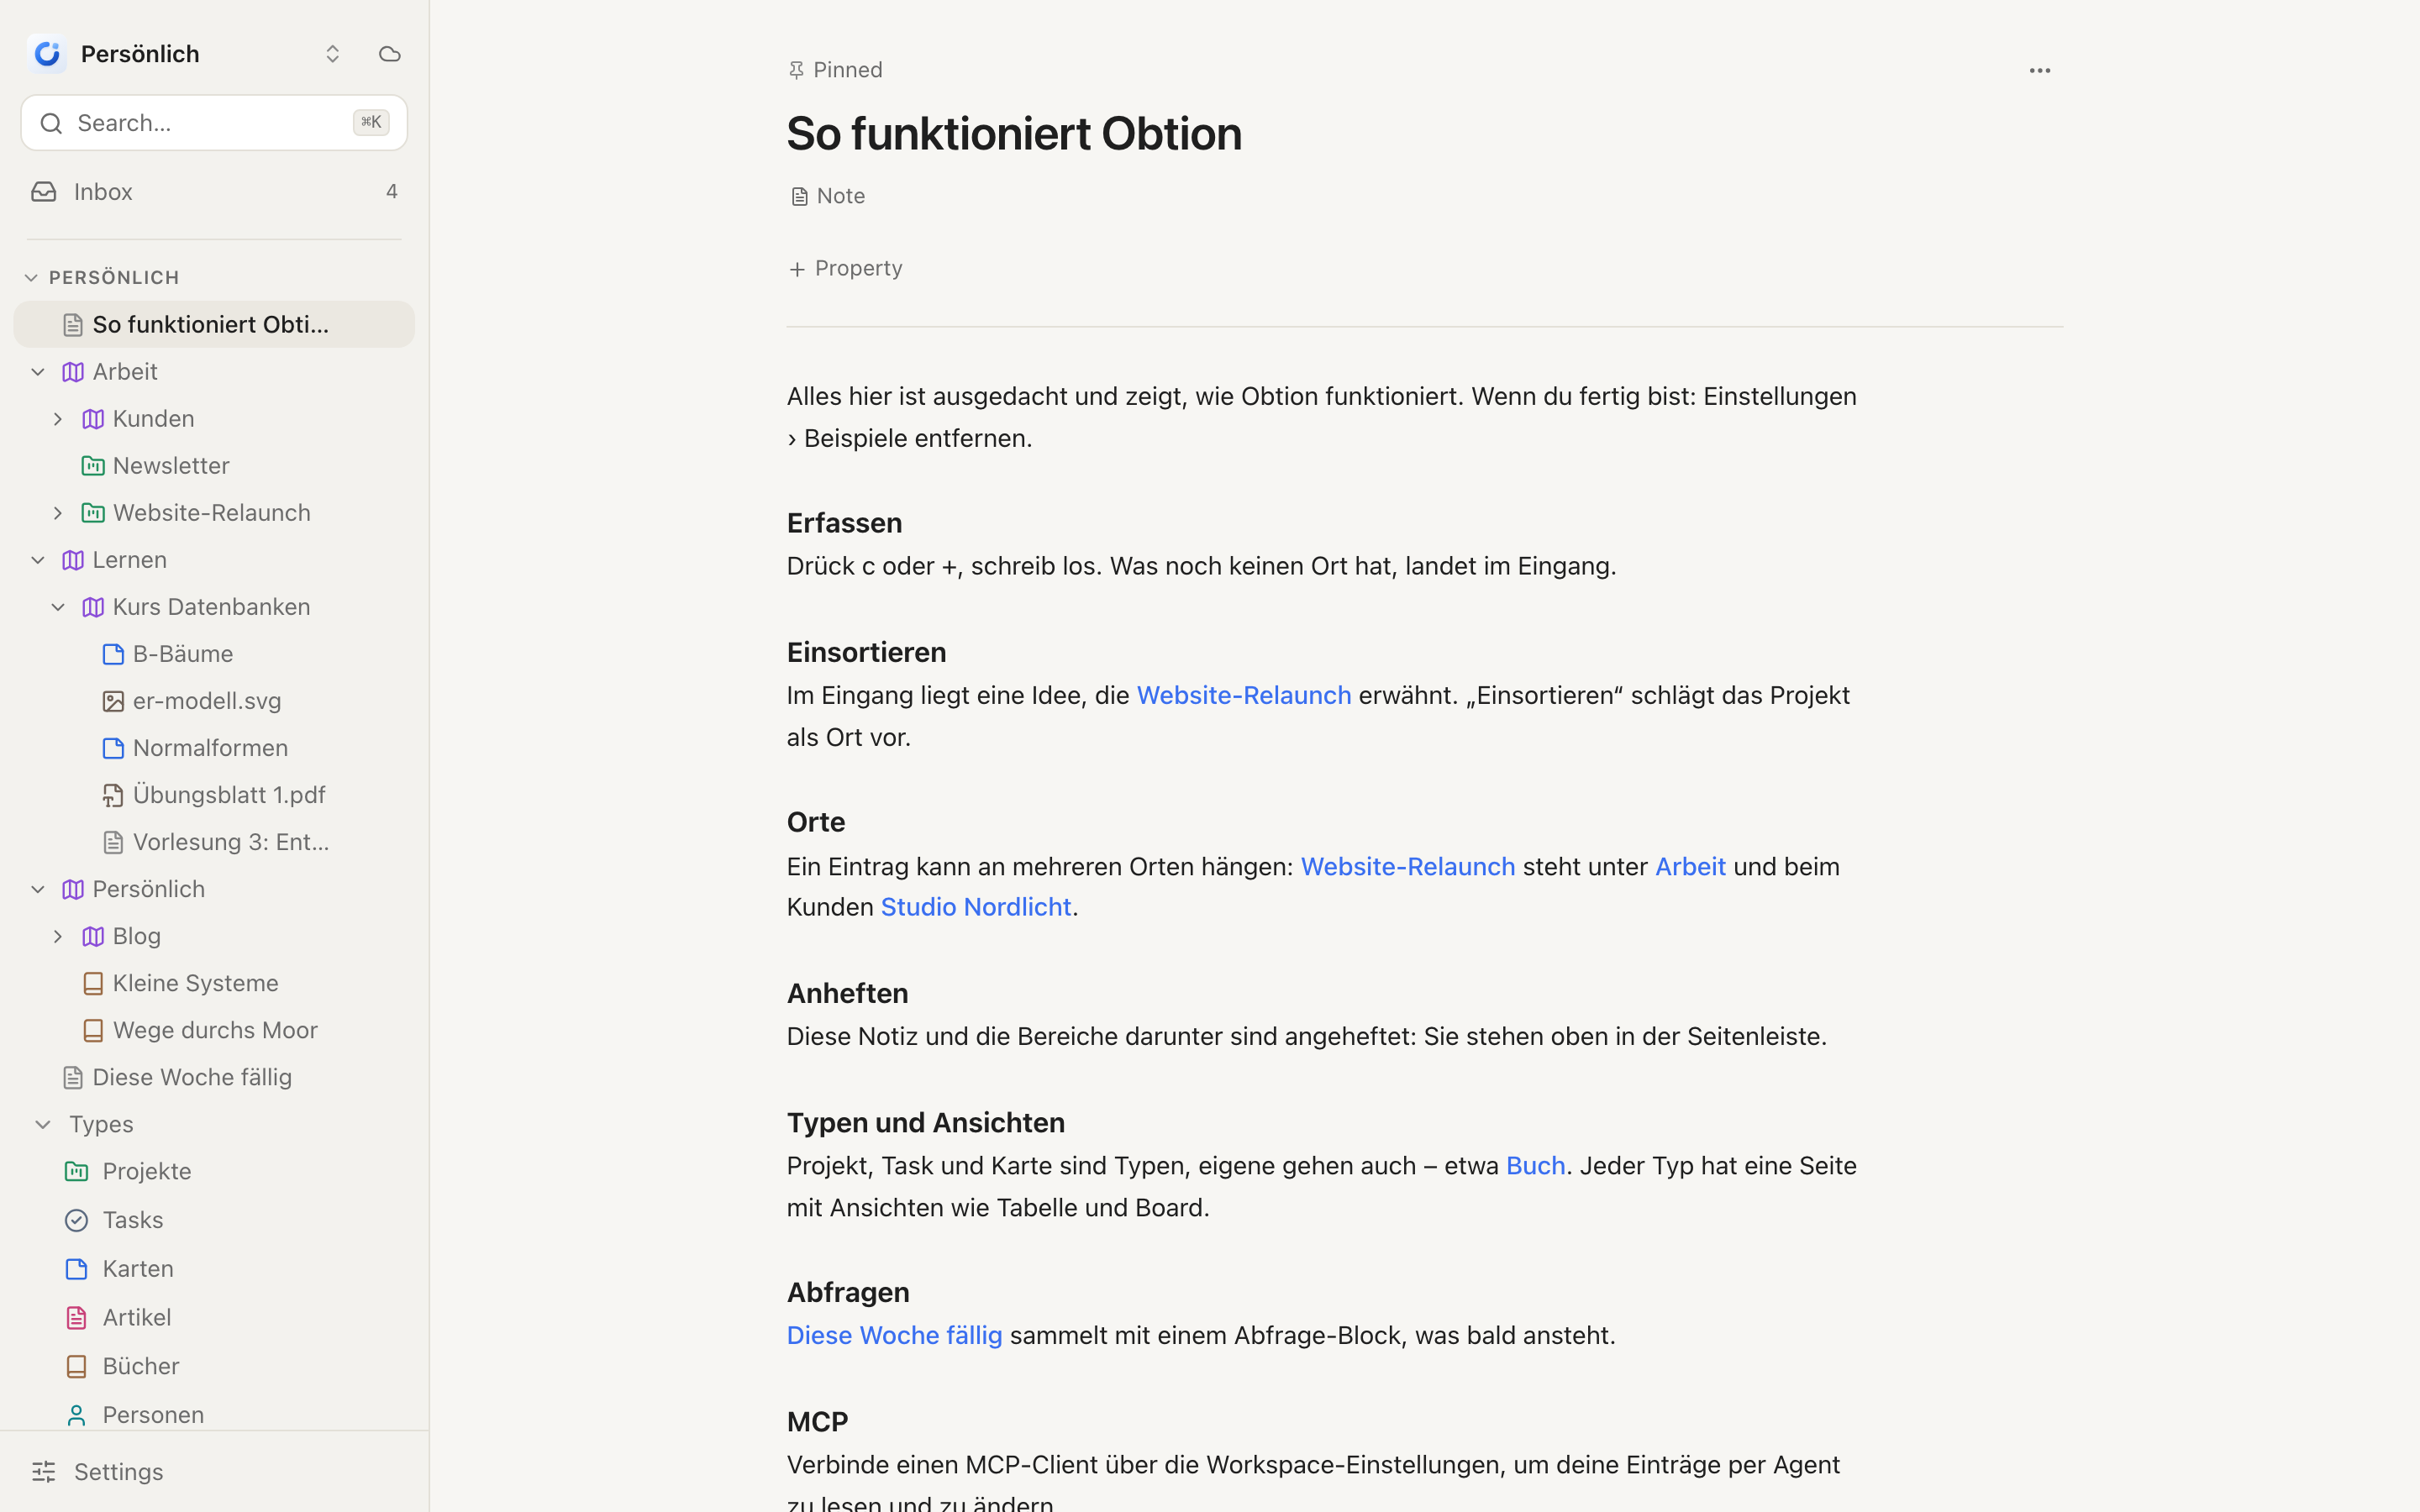 Persönlich
Search...
⌘K
Inbox
4
PERSÖNLICH
So funktioniert Obti...
Arbeit
Kunden
Newsletter
Website-Relaunch
Lernen
Kurs Datenbanken
B-Bäume
er-modell.svg
Normalformen
Übungsblatt 1.pdf
Vorlesung 3: Ent...
Persönlich
Blog
Kleine Systeme
Wege durchs Moor
Diese Woche fällig
Types
Projekte
Tasks
Karten
Artikel
Bücher
Personen
Settings
Pinned
So funktioniert Obtion
Note
+ Property
Alles hier ist ausgedacht und zeigt, wie Obtion funktioniert. Wenn du fertig bist: Einstellungen
› Beispiele entfernen.
Erfassen
Drück c oder +, schreib los. Was noch keinen Ort hat, landet im Eingang.
Einsortieren
Im Eingang liegt eine Idee, die Website-Relaunch erwähnt. „Einsortieren“ schlägt das Projekt
als Ort vor.
Orte
Ein Eintrag kann an mehreren Orten hängen: Website-Relaunch steht unter Arbeit und beim
Kunden Studio Nordlicht.
Anheften
Diese Notiz und die Bereiche darunter sind angeheftet: Sie stehen oben in der Seitenleiste.
Typen und Ansichten
Projekt, Task und Karte sind Typen, eigene gehen auch – etwa Buch. Jeder Typ hat eine Seite
mit Ansichten wie Tabelle und Board.
Abfragen
Diese Woche fällig sammelt mit einem Abfrage-Block, was bald ansteht.
MCP
Verbinde einen MCP-Client über die Workspace-Einstellungen, um deine Einträge per Agent
zu lesen und zu ändern